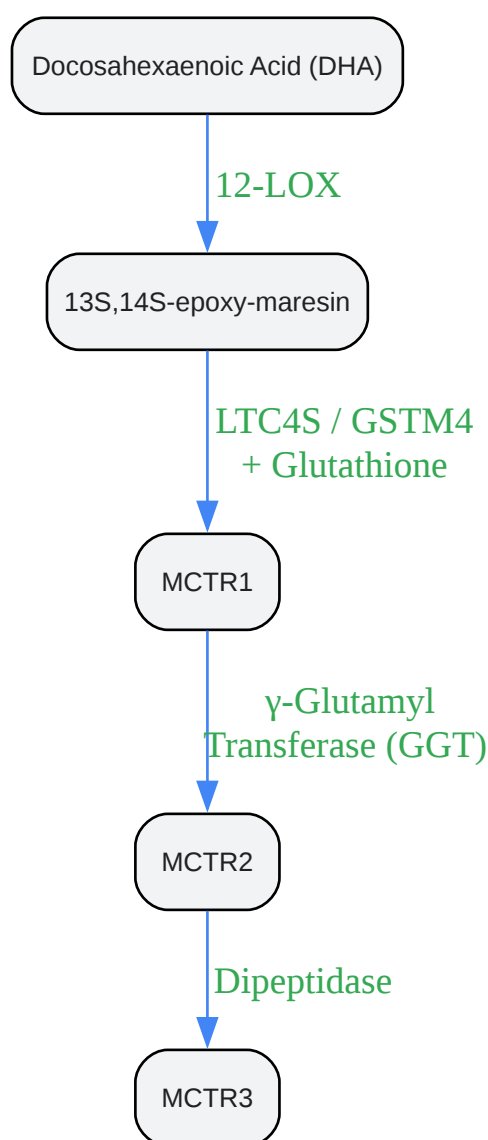 Docosahexaenoic Acid (DHA)
12-LOX
13S,14S-epoxy-maresin
LTC4S / GSTM4
+ Glutathione
MCTR1
γ-Glutamyl
Transferase (GGT)
MCTR2
Dipeptidase
MCTR3